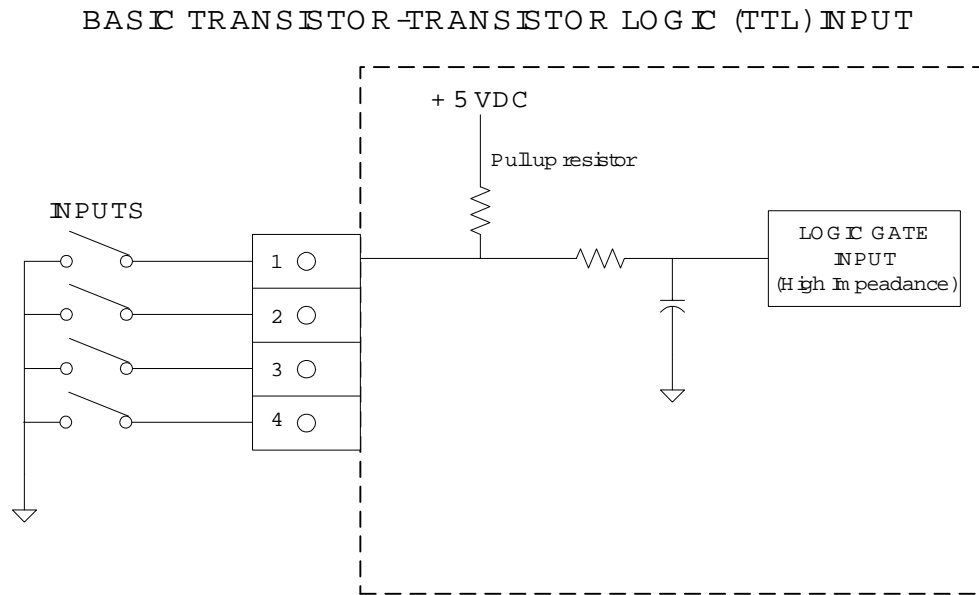 BASIC TRANSISTOR-TRANSISTOR LOGIC (TTL) INPUT
+ 5 VDC
Pullup resistor
INPUTS
LOGIC GATE
INPUT
(High Impeadance)
1
2
3
4